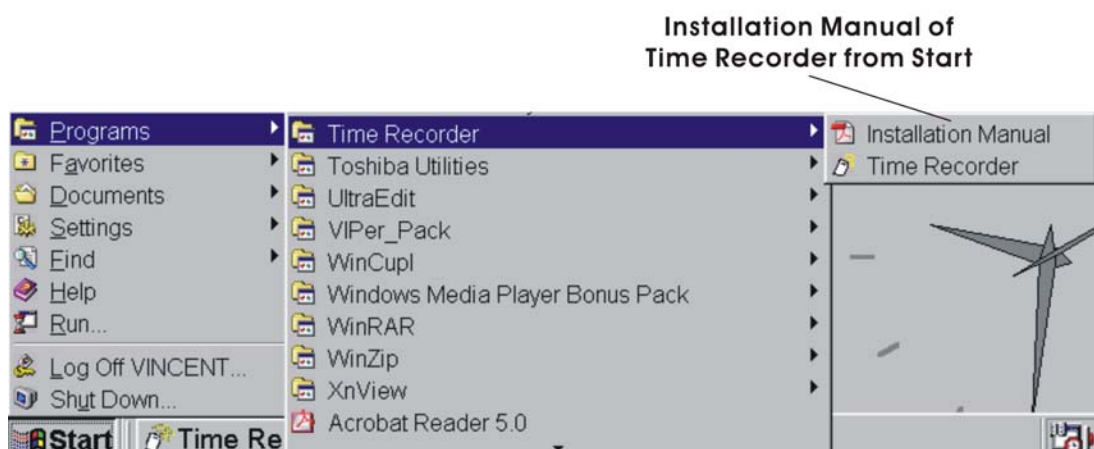 Installation Manual of
Time Recorder from Start
Programs
Favorites
Documents
Settings
Find
Help
Run...
Log Off VINCENT...
Shut Down...
Start
Time Re
Time Recorder
Toshiba Utilities
UltraEdit
VIPer_Pack
WinCupl
Windows Media Player Bonus Pack
WinRAR
WinZip
XnView
Acrobat Reader 5.0
Installation Manual
Time Recorder